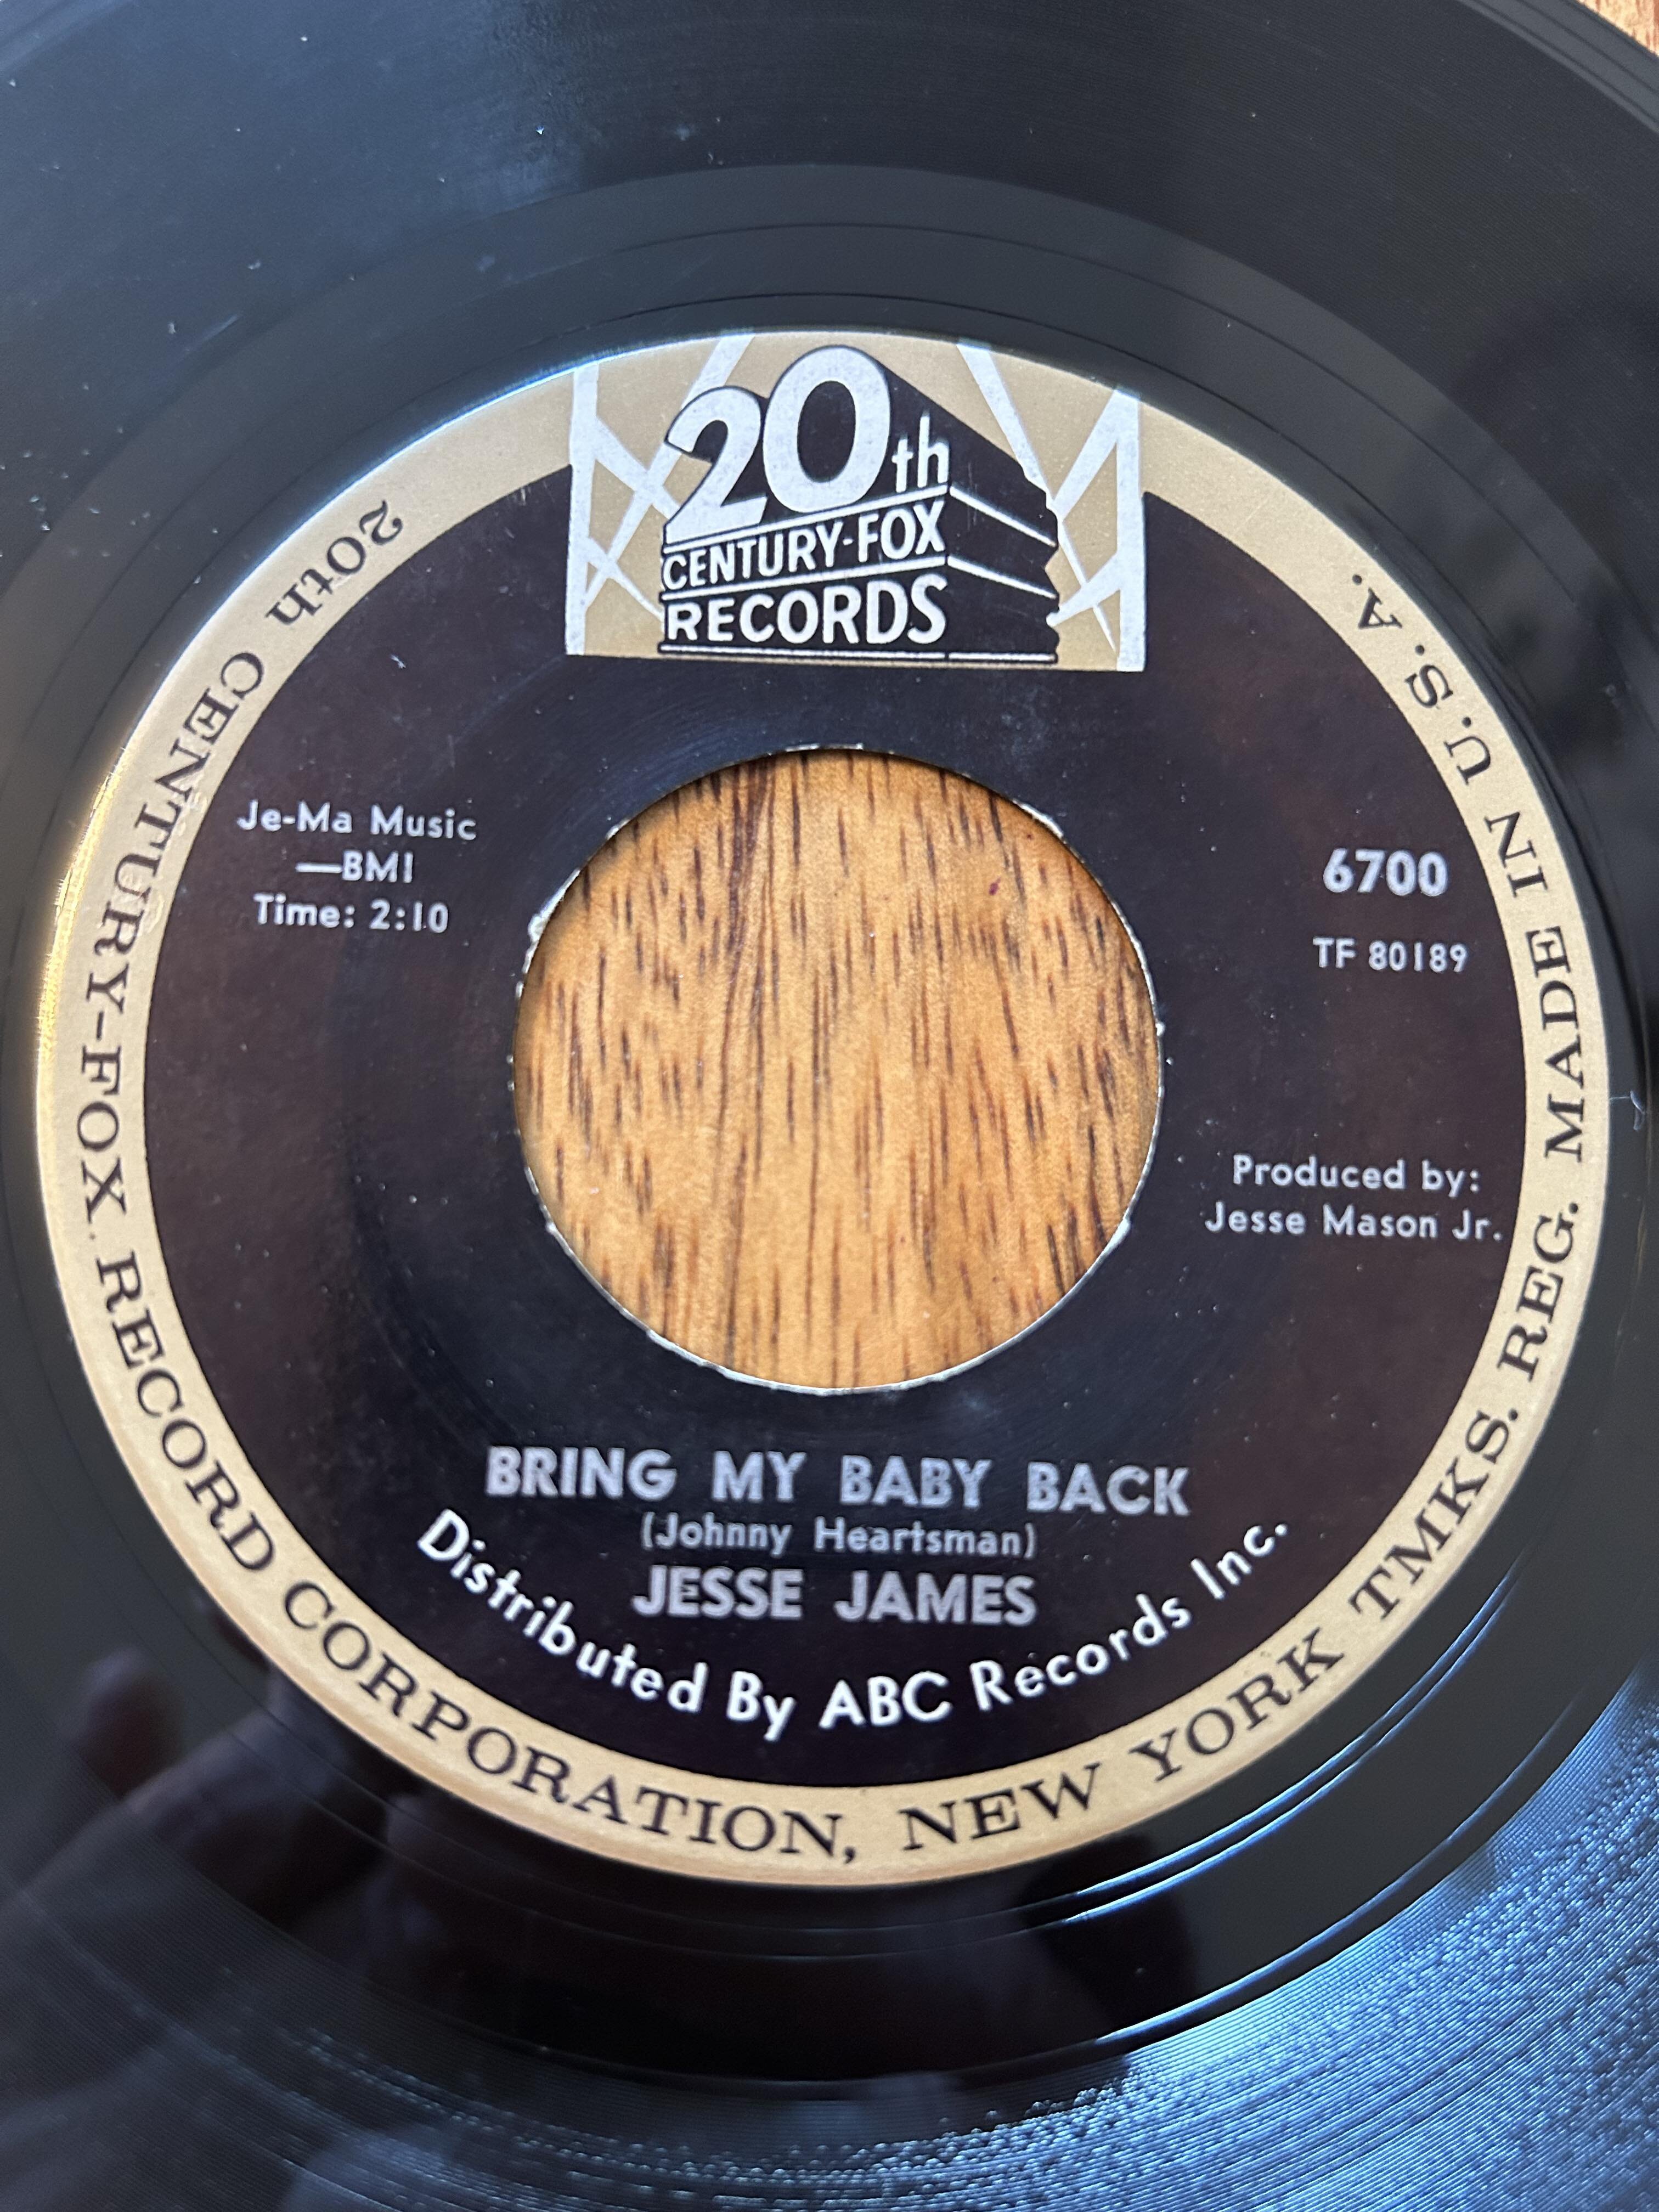 20th
CENTURY-FOX
RECORDS
Je-Ma Music
—BMI
Time: 2:10
6700
TF 80189
Produced by:
Jesse Mason Jr.
BRING MY BABY BACK
(Johnny Heartsman)
JESSE JAMES
Distributed By ABC Records Inc.
20th CENTURY-FOX RECORD CORPORATION, NEW YORK TMKS. REG. MADE IN U.S.A.